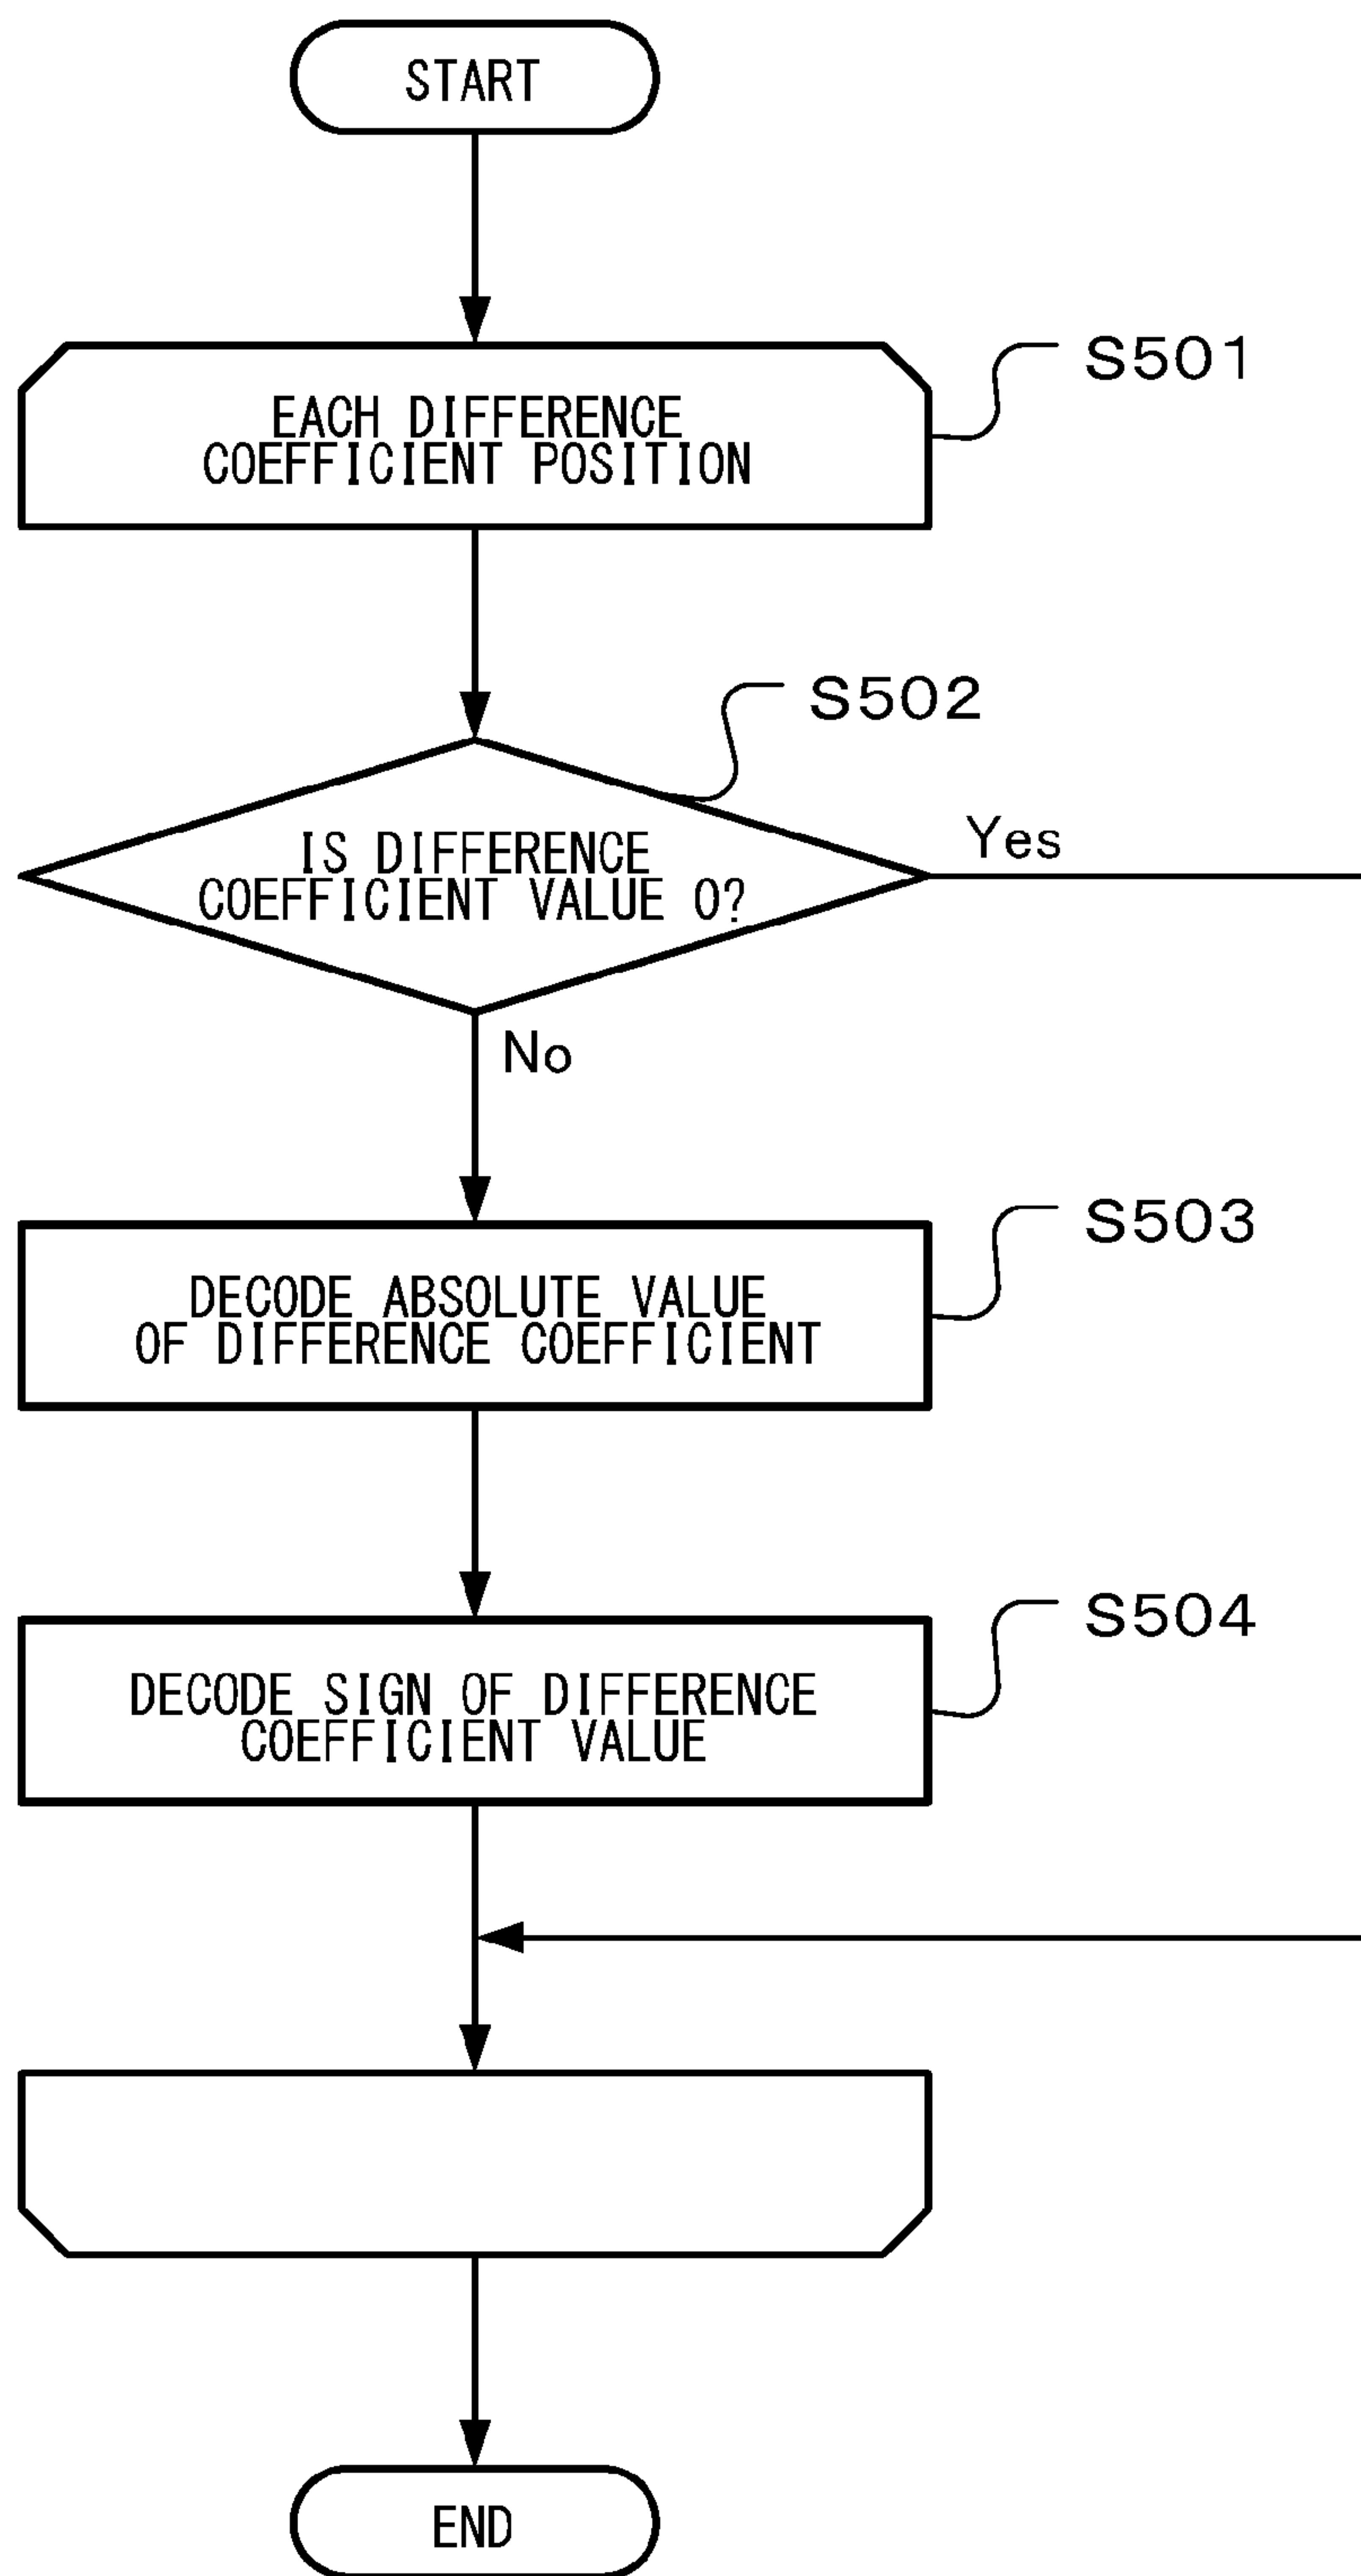 START
S501
EACH DIFFERENCE
COEFFICIENT POSITION
S502
IS DIFFERENCE
COEFFICIENT VALUE 0?
Yes
No
S503
DECODE ABSOLUTE VALUE
OF DIFFERENCE COEFFICIENT
S504
DECODE SIGN OF DIFFERENCE
COEFFICIENT VALUE
END